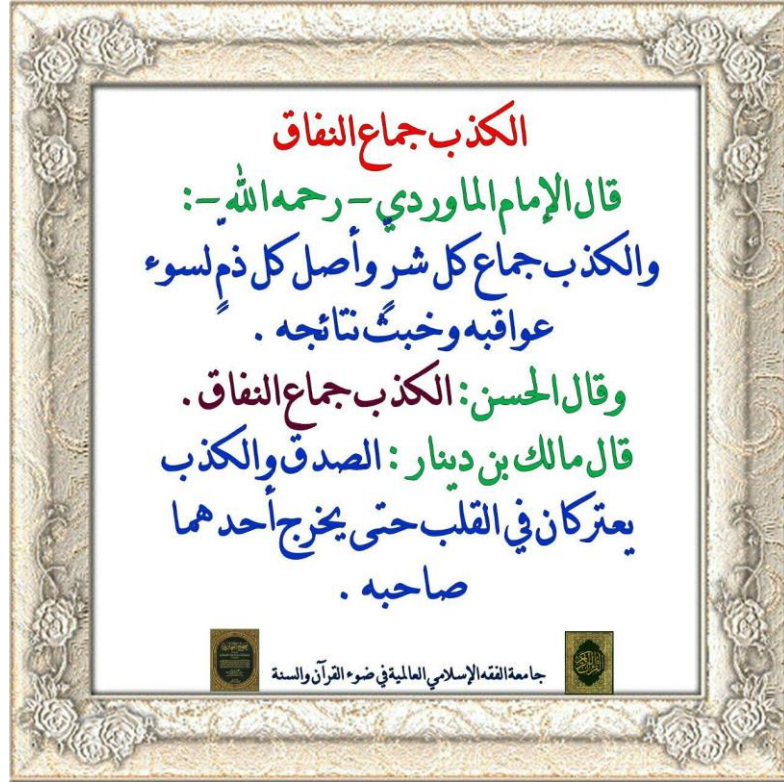 الكذب جماع النفاق
قال الإمام الماوردي - رحمه الله -:
والكذب جماع كل شرٍّ وأصل كل ذمٍّ لسوء
عواقبه وخبث نتائجه .
وقال الحسن: الكذب جماع النفاق .
قال مالك بن دينار : الصدق والكذب
يعتركان في القلب حتى يخرج أحدهما
صاحبه .
جامعة الفقه الإسلامي العالمية في ضوء القرآن والسنة